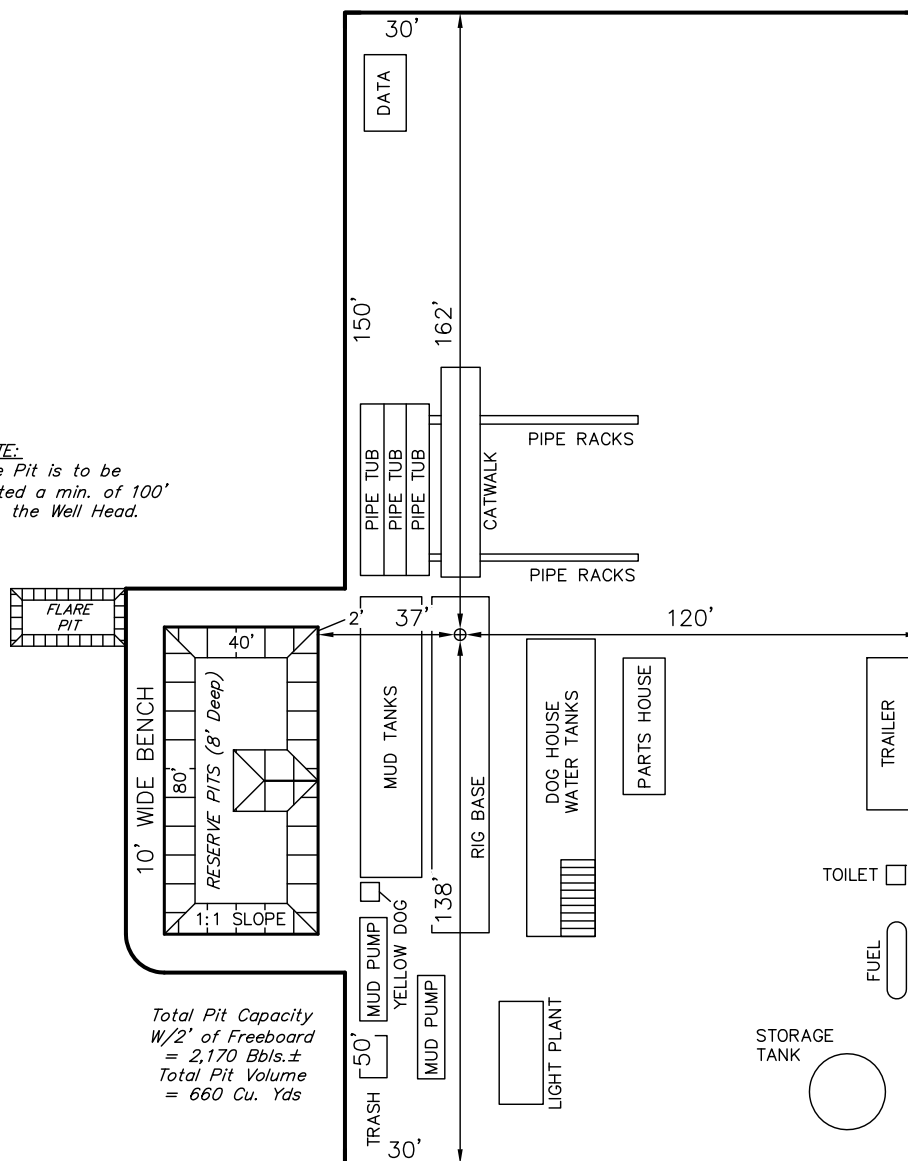 30'
DATA
150'
162'
TE:
e Pit is to be
ted a min. of 100'
the Well Head.
PIPE TUB
PIPE TUB
PIPE TUB
CATWALK
PIPE RACKS
PIPE RACKS
FLARE
PIT
2'
37'
120'
40'
10' WIDE BENCH
80'
RESERVE PITS (8' Deep)
1:1 SLOPE
MUD TANKS
RIG BASE
138'
DOG HOUSE
WATER TANKS
PARTS HOUSE
TRAILER
TOILET
YELLOW DOG
MUD PUMP
MUD PUMP
FUEL
LIGHT PLANT
STORAGE
TANK
Total Pit Capacity
W/2' of Freeboard
= 2,170 Bbls.±
Total Pit Volume
= 660 Cu. Yds
50'
TRASH
30'